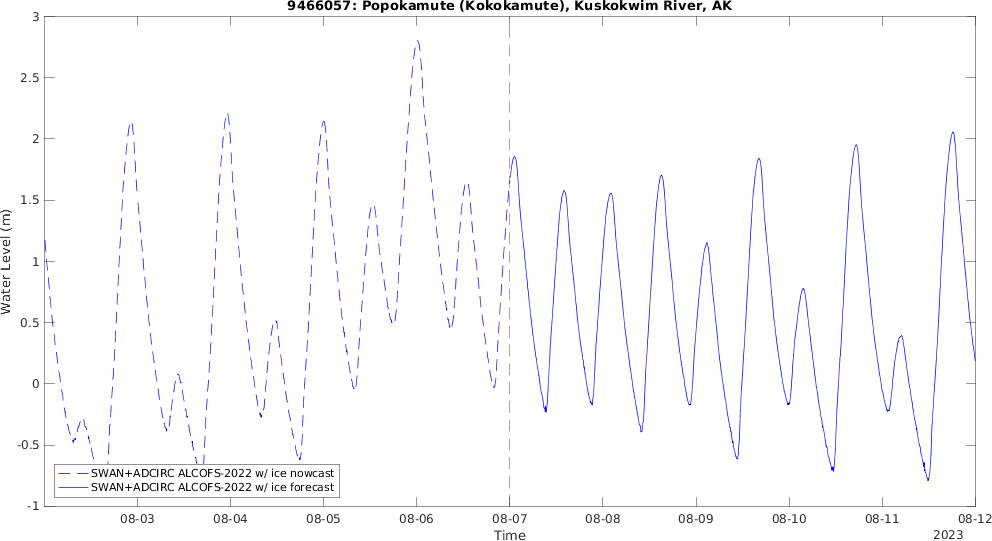 9466057: Popokamute (Kokokamute), Kuskokwim River, AK
3
2.5
2
1.5
1
0.5
0
-0.5
-1
Water Level (m)
SWAN+ADCIRC ALCOFS-2022 w/ ice nowcast
SWAN+ADCIRC ALCOFS-2022 w/ ice forecast
08-03 08-04 08-05 08-06 08-07 08-08 08-09 08-10 08-11 08-12
Time
2023